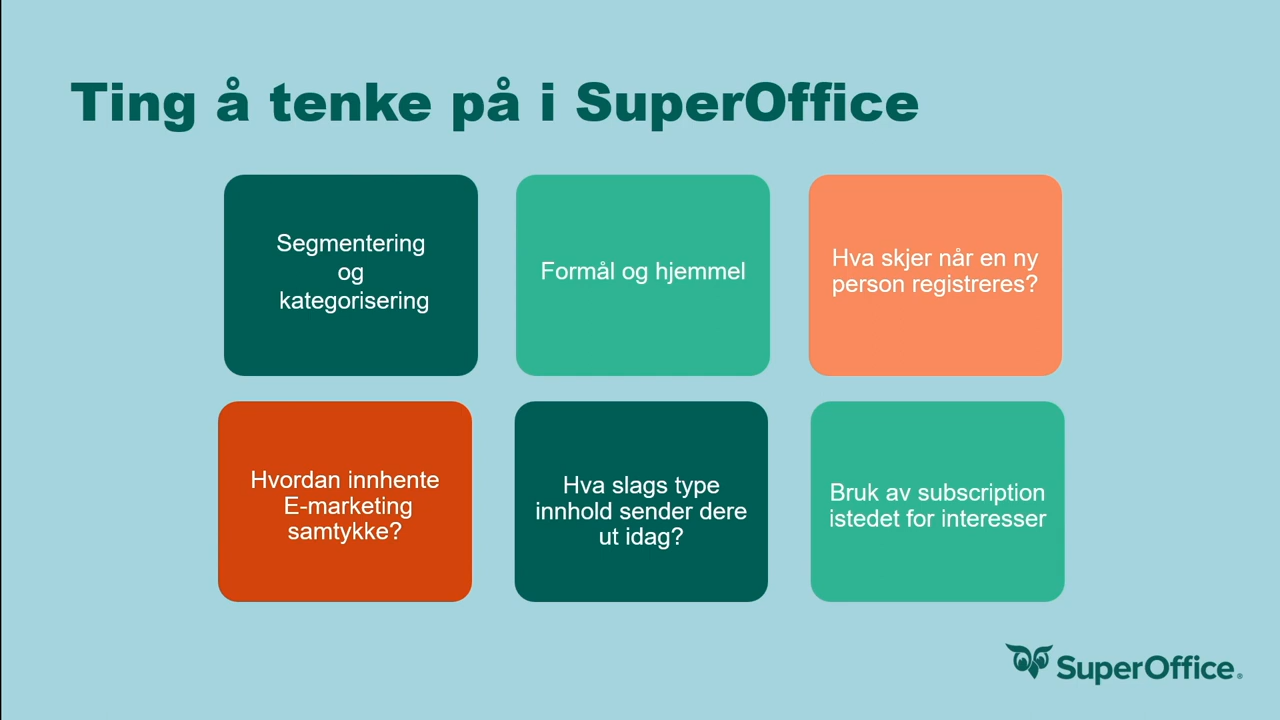 Ting å tenke på i SuperOffice
Segmentering
og
kategorisering
Formål og hjemmel
Hva skjer når en ny
person registreres?
Hvordan innhente
E-marketing
samtykke?
Hva slags type
innhold sender dere
ut idag?
Bruk av subscription
istedet for interesser
SuperOffice®